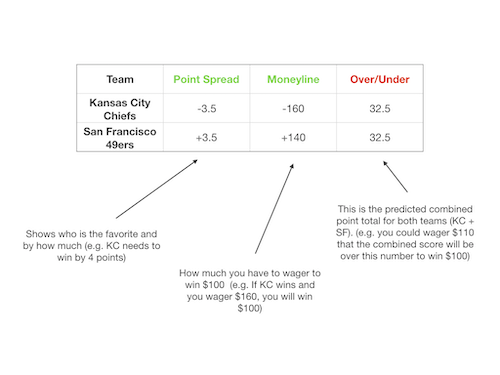 Team Point Spread Moneyline Over/Under
Kansas City
Chiefs
-3.5 -160 32.5
San Francisco
49ers
+3.5 +140 32.5
Shows who is the favorite and
by how much (e.g. KC needs to
win by 4 points)
How much you have to wager to
win $100  (e.g. If KC wins and
you wager $160, you will win
$100)
This is the predicted combined
point total for both teams (KC +
SF). (e.g. you could wager $110
that the combined score will be
over this number to win $100)